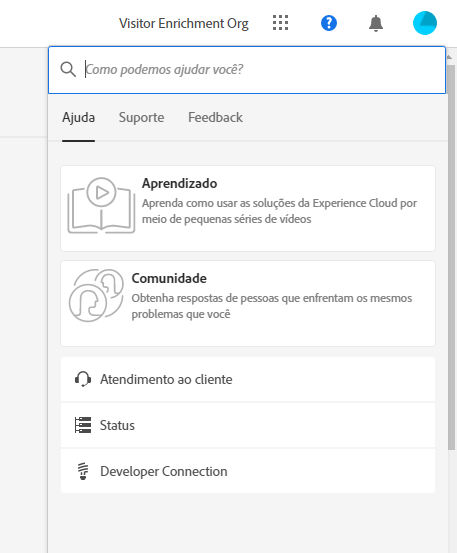 Visitor Enrichment Org
Como podemos ajudar você?
Ajuda Suporte Feedback
Aprendizado
Aprenda como usar as soluções da Experience Cloud por
meio de pequenas séries de vídeos
Comunidade
Obtenha respostas de pessoas que enfrentam os mesmos
problemas que você
Atendimento ao cliente
Status
Developer Connection